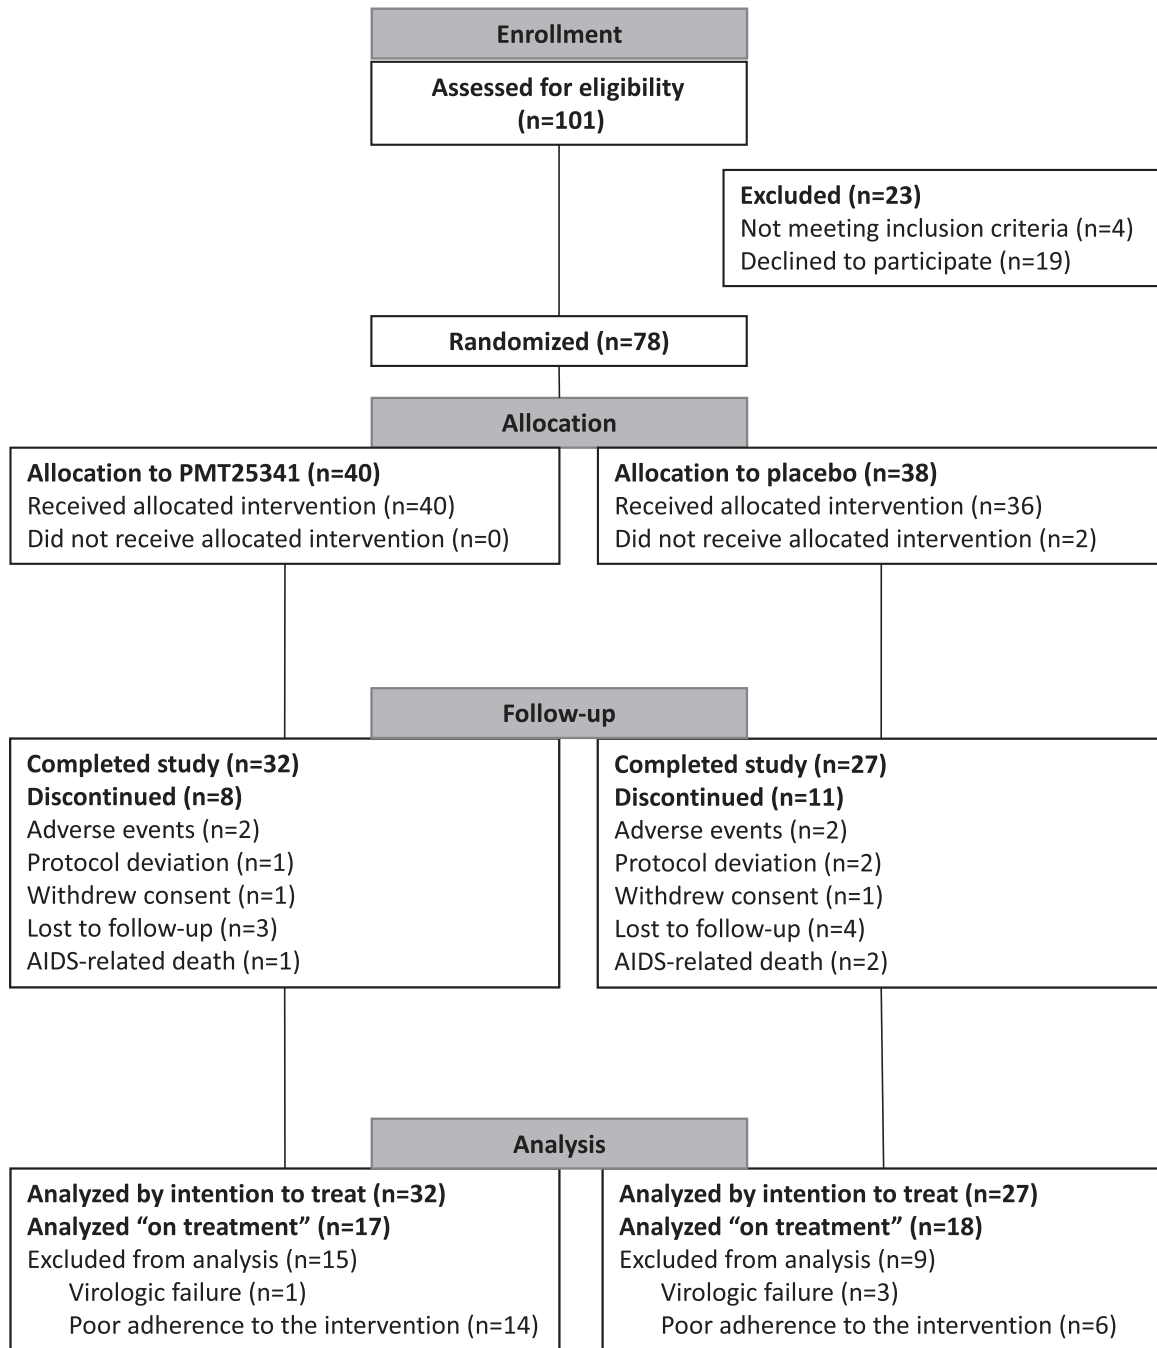 Enrollment
Assessed for eligibility
(n=101)
Excluded (n=23)
Not meeting inclusion criteria (n=4)
Declined to participate (n=19)
Randomized (n=78)
Allocation
Allocation to PMT25341 (n=40)
Received allocated intervention (n=40)
Did not receive allocated intervention (n=0)
Allocation to placebo (n=38)
Received allocated intervention (n=36)
Did not receive allocated intervention (n=2)
Follow-up
Completed study (n=32)
Discontinued (n=8)
Adverse events (n=2)
Protocol deviation (n=1)
Withdrew consent (n=1)
Lost to follow-up (n=3)
AIDS-related death (n=1)
Completed study (n=27)
Discontinued (n=11)
Adverse events (n=2)
Protocol deviation (n=2)
Withdrew consent (n=1)
Lost to follow-up (n=4)
AIDS-related death (n=2)
Analysis
Analyzed by intention to treat (n=32)
Analyzed “on treatment” (n=17)
Excluded from analysis (n=15)
Virologic failure (n=1)
Poor adherence to the intervention (n=14)
Analyzed by intention to treat (n=27)
Analyzed “on treatment” (n=18)
Excluded from analysis (n=9)
Virologic failure (n=3)
Poor adherence to the intervention (n=6)